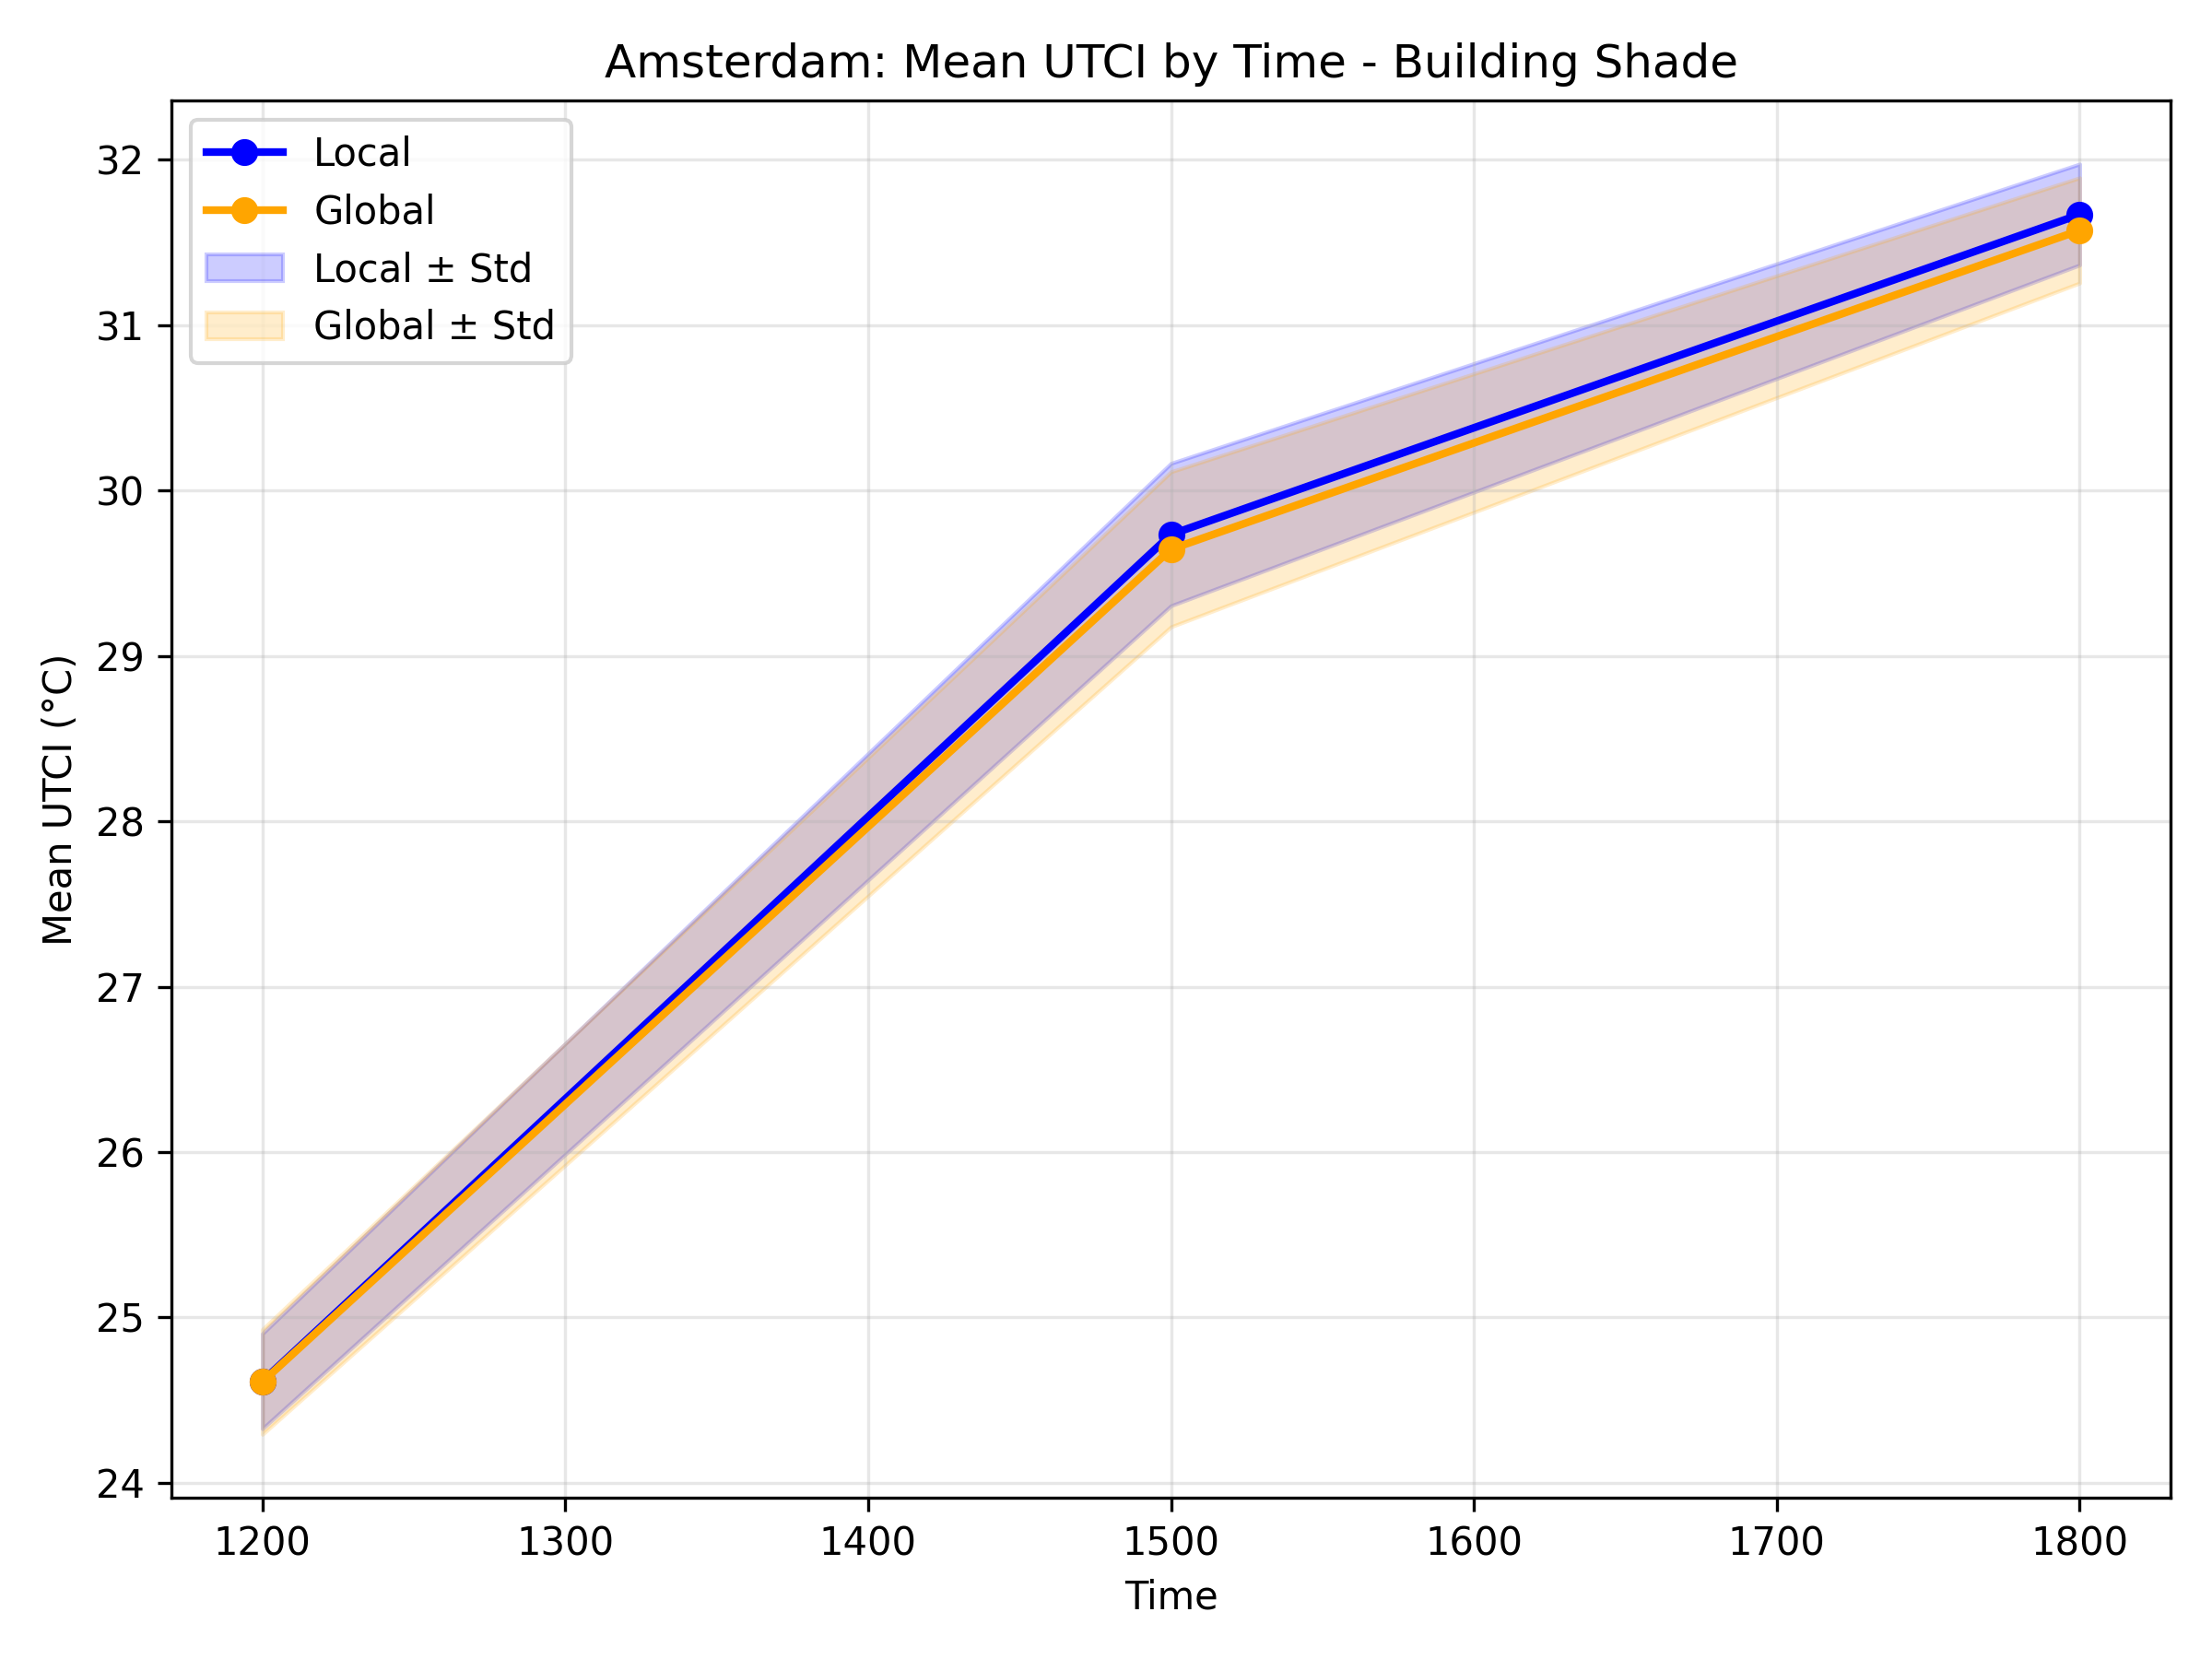 Amsterdam: Mean UTCI by Time - Building Shade
Local
Global
Local ± Std
Global ± Std
32
31
30
29
28
27
26
25
24
Mean UTCI (°C)
1200 1300 1400 1500 1600 1700 1800
Time